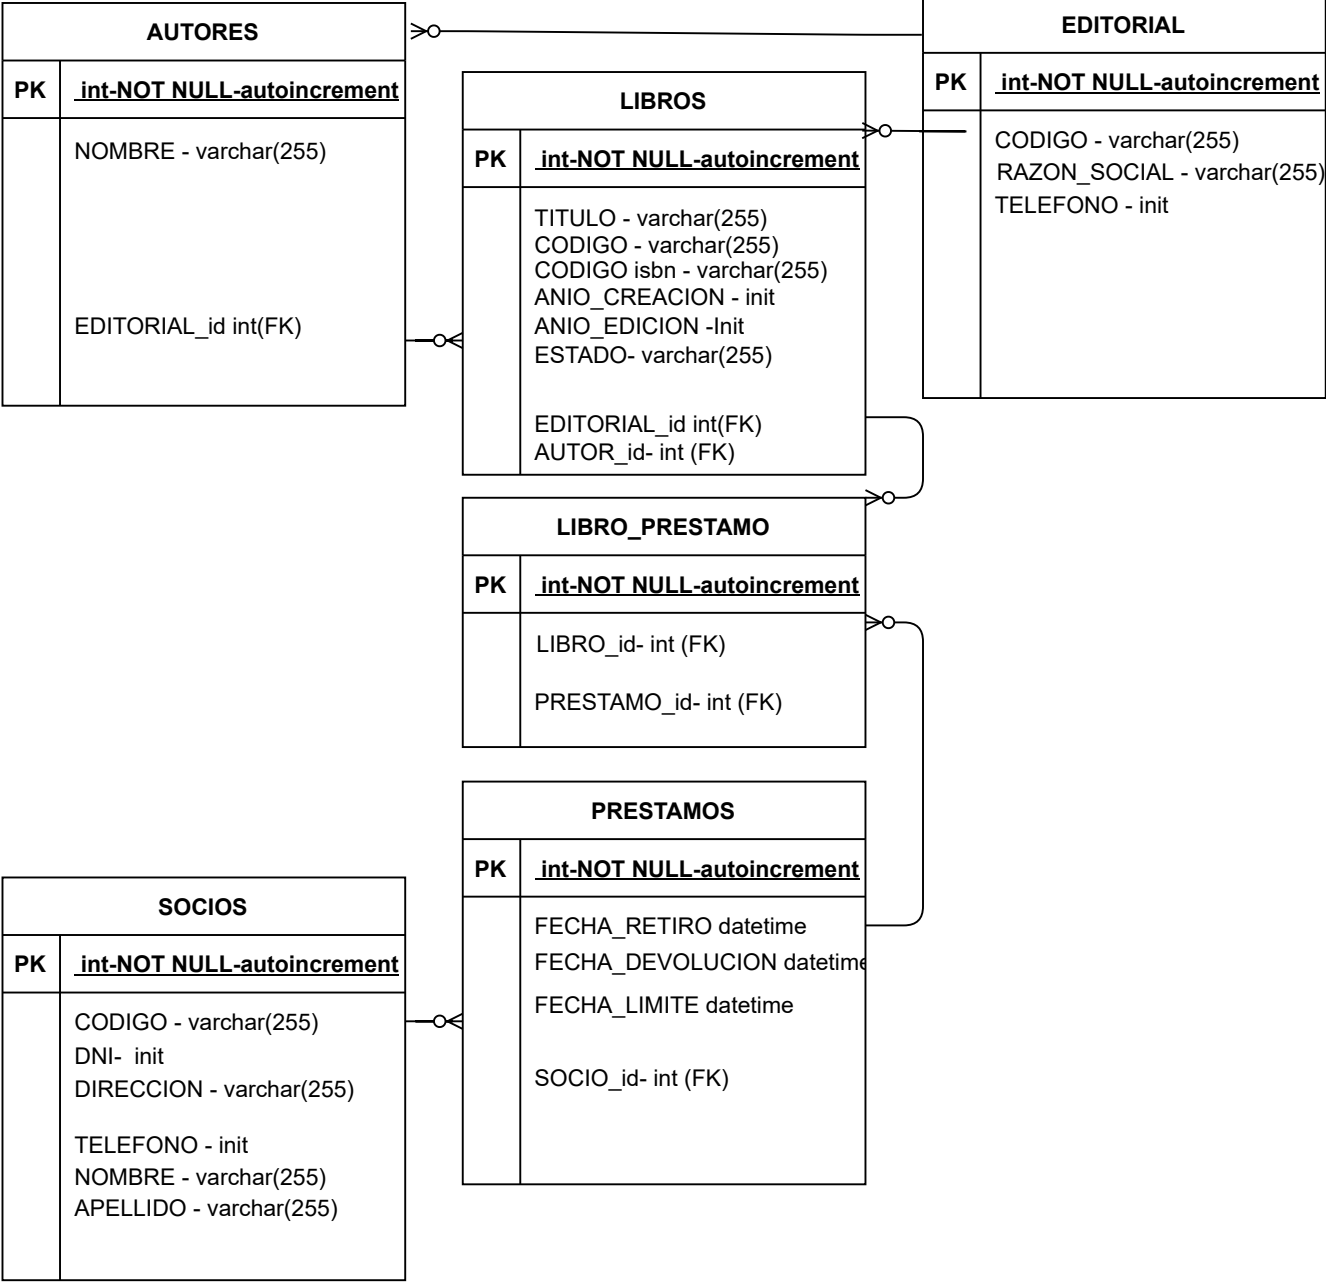 AUTORES
PK int-NOT NULL-autoincrement
NOMBRE - varchar(255)
EDITORIAL_id int(FK)
EDITORIAL
PK int-NOT NULL-autoincrement
CODIGO - varchar(255)
RAZON_SOCIAL - varchar(255)
TELEFONO - init
LIBROS
PK int-NOT NULL-autoincrement
TITULO - varchar(255)
CODIGO - varchar(255)
CODIGO isbn - varchar(255)
ANIO_CREACION - init
ANIO_EDICION -Init
ESTADO- varchar(255)
EDITORIAL_id int(FK)
AUTOR_id- int (FK)
LIBRO_PRESTAMO
PK int-NOT NULL-autoincrement
LIBRO_id- int (FK)
PRESTAMO_id- int (FK)
PRESTAMOS
PK int-NOT NULL-autoincrement
FECHA_RETIRO datetime
FECHA_DEVOLUCION datetime
FECHA_LIMITE datetime
SOCIO_id- int (FK)
SOCIOS
PK int-NOT NULL-autoincrement
CODIGO - varchar(255)
DNI- init
DIRECCION - varchar(255)
TELEFONO - init
NOMBRE - varchar(255)
APELLIDO - varchar(255)